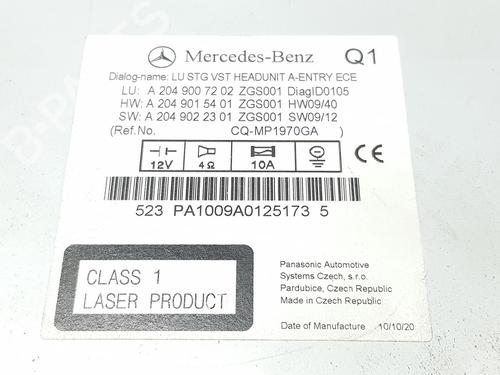 Mercedes-Benz Q1
Dialog-name: LU STG VST HEADUNIT A-ENTRY ECE
LU: A 204 900 72 02 ZGS001 DiagID0105
HW: A 204 901 54 01 ZGS001 HW09/40
SW: A 204 902 23 01 ZGS001 SW09/12
(Ref.No. CQ-MP1970GA )
12V 4Ω 10A CE
523 PA1009A0125173 5
CLASS 1
LASER PRODUCT
Panasonic Automotive
Systems Czech, s.r.o.
Pardubice, Czech Republic
Made in Czech Republic
Date of Manufacture 10/10/20